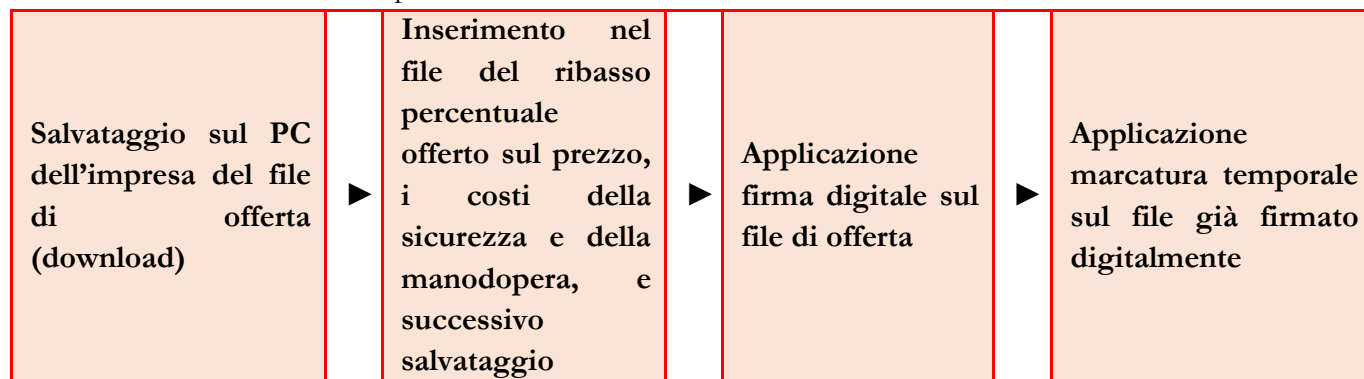 Salvataggio sul PC
dell'impresa del file
di offerta
(download)
►
Inserimento nel
file del ribasso
percentuale
offerto sul prezzo,
i costi della
sicurezza e della
manodopera, e
successivo
salvataggio
►
Applicazione
firma digitale sul
file di offerta
►
Applicazione
marcatura temporale
sul file già firmato
digitalmente